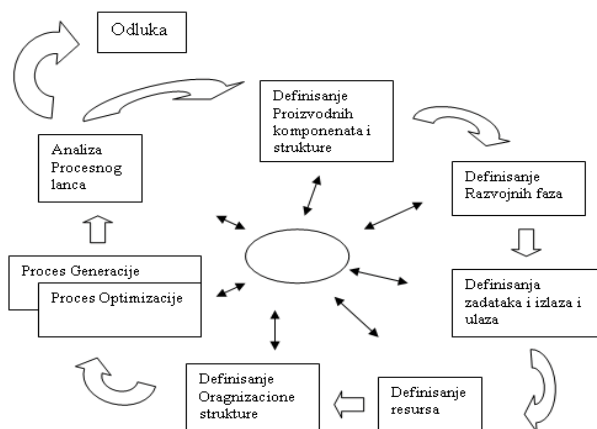 Odluka
Definisanje
Proizvodnih
komponenata i
strukture
Analiza
Procesnog
lanca
Definisanje
Razvojnih faza
Proces Generacije
Proces Optimizacije
Definisanja
zadataka i izlaza i
ulaza
Definisanje
Oragnizacione
strukture
Definisanje
resursa